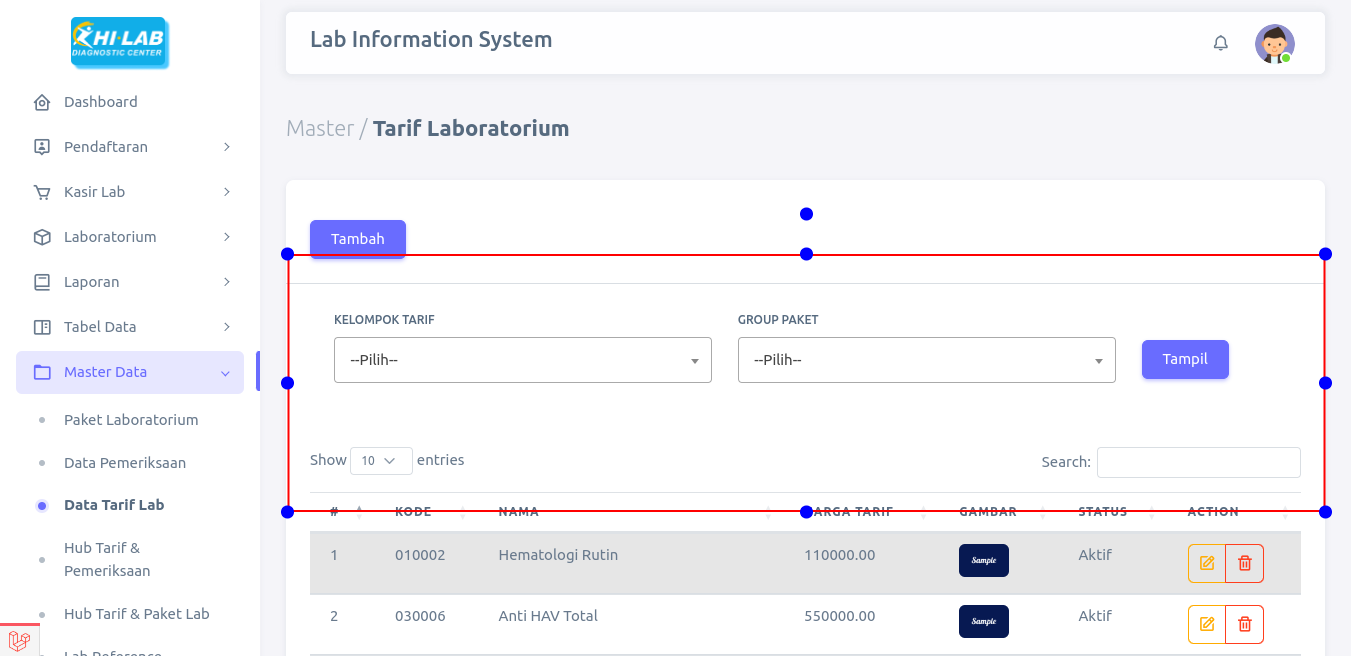 KHI-LAB
DIAGNOSTIC CENTER
Dashboard
Pendaftaran
Kasir Lab
Laboratorium
Laporan
Tabel Data
Master Data
Paket Laboratorium
Data Pemeriksaan
Data Tarif Lab
Hub Tarif &
Pemeriksaan
Hub Tarif & Paket Lab
Lab Reference
Lab Information System
Master / Tarif Laboratorium
Tambah
KELOMPOK TARIF GROUP PAKET
--Pilih-- --Pilih-- Tampil
Show 10 entries Search:
# KODE NAMA HARGA TARIF GAMBAR STATUS ACTION
1 010002 Hematologi Rutin 110000.00 Sample Aktif
2 030006 Anti HAV Total 550000.00 Sample Aktif